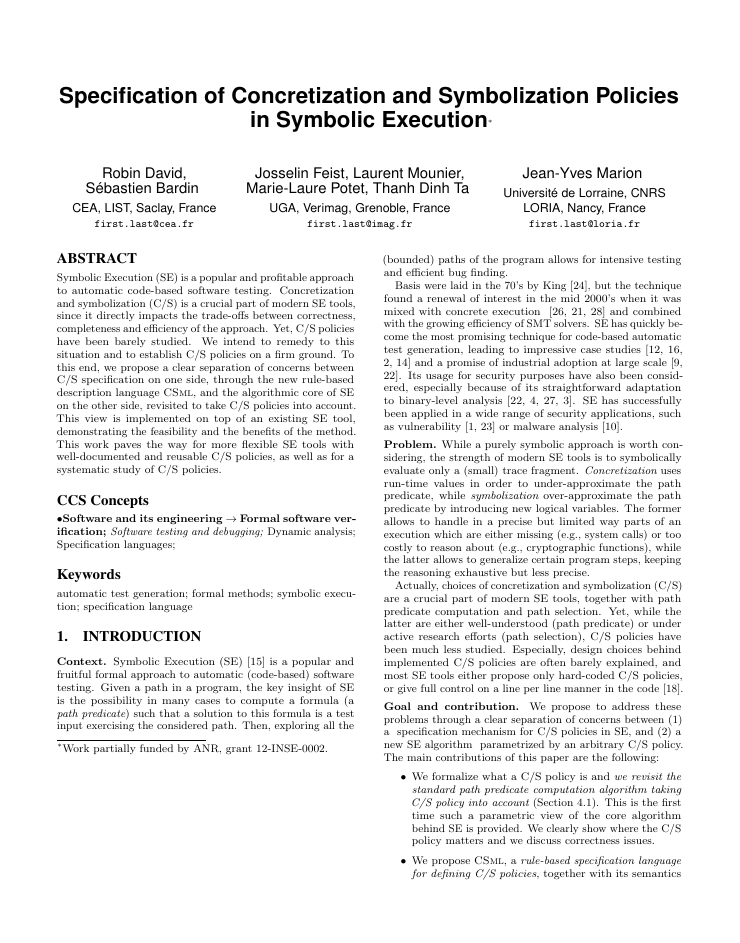 Specification of Concretization and Symbolization Policies
in Symbolic Execution*
Robin David,
Sébastien Bardin
CEA, LIST, Saclay, France
first.last@cea.fr
Josselin Feist, Laurent Mounier,
Marie-Laure Potet, Thanh Dinh Ta
UGA, Verimag, Grenoble, France
first.last@imag.fr
Jean-Yves Marion
Université de Lorraine, CNRS
LORIA, Nancy, France
first.last@loria.fr
ABSTRACT
Symbolic Execution (SE) is a popular and profitable approach
to automatic code-based software testing. Concretization
and symbolization (C/S) is a crucial part of modern SE tools,
since it directly impacts the trade-offs between correctness,
completeness and efficiency of the approach. Yet, C/S policies
have been barely studied. We intend to remedy to this
situation and to establish C/S policies on a firm ground. To
this end, we propose a clear separation of concerns between
C/S specification on one side, through the new rule-based
description language CSML, and the algorithmic core of SE
on the other side, revisited to take C/S policies into account.
This view is implemented on top of an existing SE tool,
demonstrating the feasibility and the benefits of the method.
This work paves the way for more flexible SE tools with
well-documented and reusable C/S policies, as well as for a
systematic study of C/S policies.
CCS Concepts
•Software and its engineering → Formal software ver-
ification; Software testing and debugging; Dynamic analysis;
Specification languages;
Keywords
automatic test generation; formal methods; symbolic execu-
tion; specification language
1. INTRODUCTION
Context. Symbolic Execution (SE) [15] is a popular and
fruitful formal approach to automatic (code-based) software
testing. Given a path in a program, the key insight of SE
is the possibility in many cases to compute a formula (a
path predicate) such that a solution to this formula is a test
input exercising the considered path. Then, exploring all the
*Work partially funded by ANR, grant 12-INSE-0002.
(bounded) paths of the program allows for intensive testing
and efficient bug finding.
Basis were laid in the 70's by King [24], but the technique
found a renewal of interest in the mid 2000's when it was
mixed with concrete execution [26, 21, 28] and combined
with the growing efficiency of SMT solvers. SE has quickly be-
come the most promising technique for code-based automatic
test generation, leading to impressive case studies [12, 16,
2, 14] and a promise of industrial adoption at large scale [9,
22]. Its usage for security purposes have also been consid-
ered, especially because of its straightforward adaptation
to binary-level analysis [22, 4, 27, 3]. SE has successfully
been applied in a wide range of security applications, such
as vulnerability [1, 23] or malware analysis [10].
Problem. While a purely symbolic approach is worth con-
sidering, the strength of modern SE tools is to symbolically
evaluate only a (small) trace fragment. Concretization uses
run-time values in order to under-approximate the path
predicate, while symbolization over-approximate the path
predicate by introducing new logical variables. The former
allows to handle in a precise but limited way parts of an
execution which are either missing (e.g., system calls) or too
costly to reason about (e.g., cryptographic functions), while
the latter allows to generalize certain program steps, keeping
the reasoning exhaustive but less precise.
Actually, choices of concretization and symbolization (C/S)
are a crucial part of modern SE tools, together with path
predicate computation and path selection. Yet, while the
latter are either well-understood (path predicate) or under
active research efforts (path selection), C/S policies have
been much less studied. Especially, design choices behind
implemented C/S policies are often barely explained, and
most SE tools either propose only hard-coded C/S policies,
or give full control on a line per line manner in the code [18].
Goal and contribution. We propose to address these
problems through a clear separation of concerns between (1)
a specification mechanism for C/S policies in SE, and (2) a
new SE algorithm parametrized by an arbitrary C/S policy.
The main contributions of this paper are the following:
• We formalize what a C/S policy is and we revisit the
standard path predicate computation algorithm taking
C/S policy into account (Section 4.1). This is the first
time such a parametric view of the core algorithm
behind SE is provided. We clearly show where the C/S
policy matters and we discuss correctness issues.
• We propose CSML, a rule-based specification language
for defining C/S policies, together with its semantics